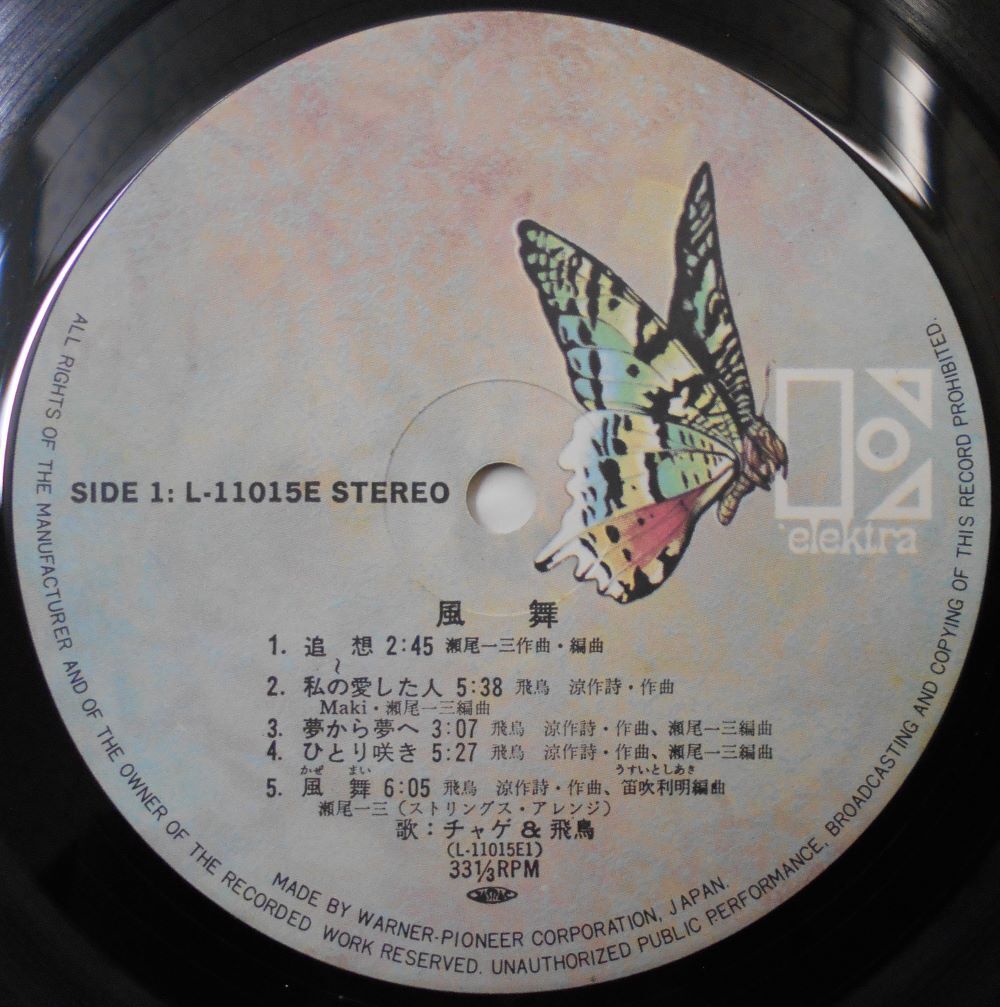 SIDE 1: L-11015E STEREO
elektra
風 舞
1. 追 想 2:45 瀬尾一三作曲・編曲
〜
2. 私の愛した人 5:38 飛鳥 涼作詩・作曲
Maki・瀬尾一三編曲
3. 夢から夢へ 3:07 飛鳥 涼作詩・作曲、瀬尾一三編曲
4. ひとり咲き 5:27 飛鳥 涼作詩・作曲、瀬尾一三編曲
かぜ まい うすいとしあき
5. 風 舞 6:05 飛鳥 涼作詩・作曲、笛吹利明編曲
瀬尾一三(ストリングス・アレンジ)
歌:チャゲ & 飛鳥
(L-11015E1)
33⅓RPM
ALL RIGHTS OF THE MANUFACTURER AND OF THE OWNER OF THE RECORDED WORK RESERVED. UNAUTHORIZED PUBLIC PERFORMANCE, BROADCASTING AND COPYING OF THIS RECORD PROHIBITED.
MADE BY WARNER-PIONEER CORPORATION, JAPAN.